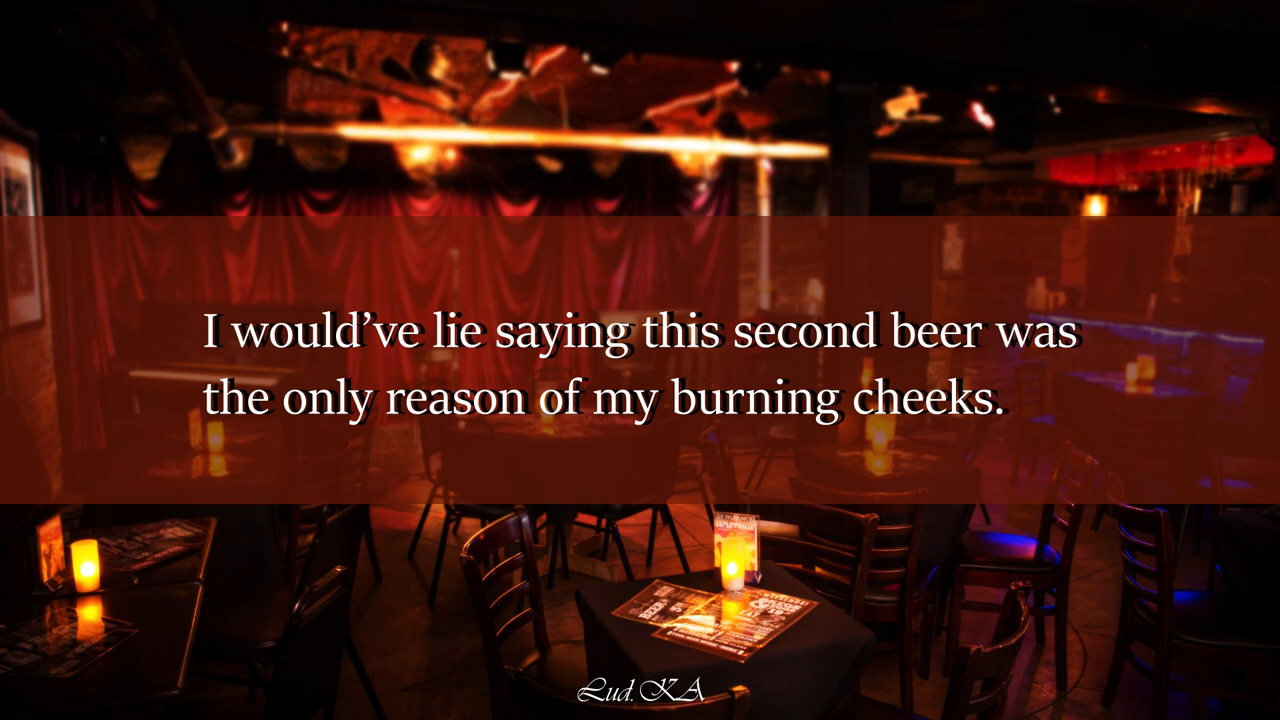 I would’ve lie saying this second beer was
the only reason of my burning cheeks.
Lud.KA